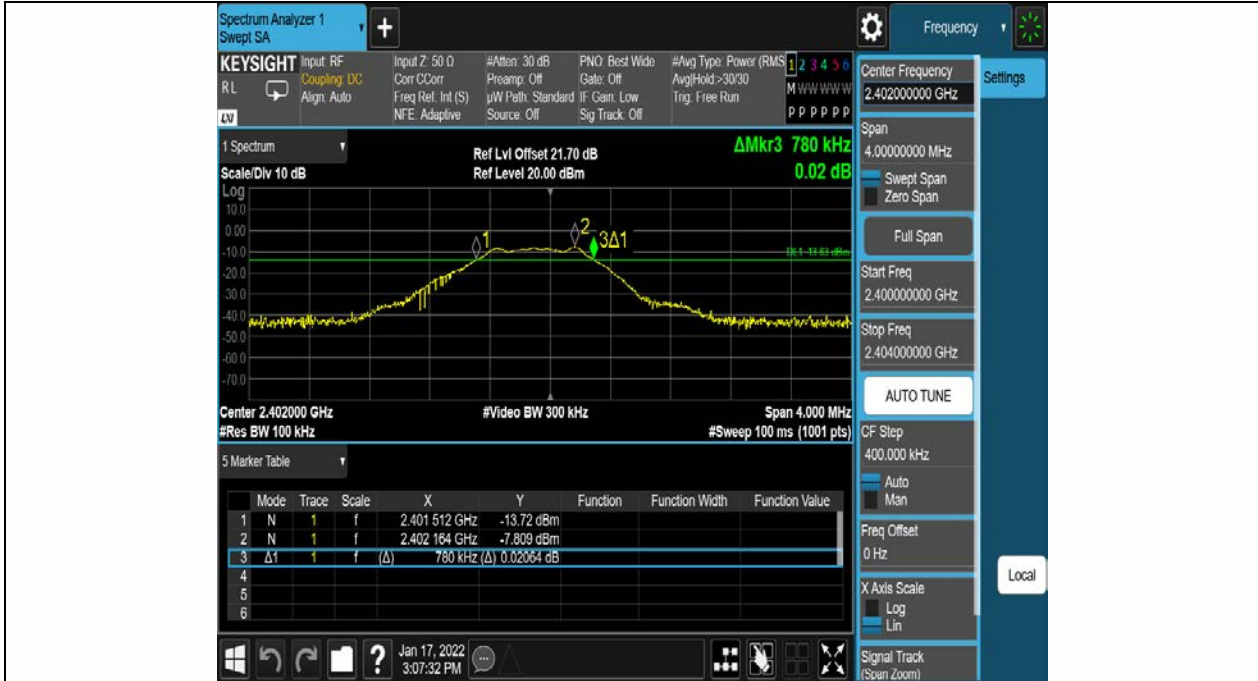 Spectrum Analyzer 1
Swept SA
+
Frequency
KEYSIGHT
RL
LXI
Input: RF
Coupling: DC
Align: Auto
Input Z: 50 Ω
Corr CCorr
Freq Ref: Int (S)
NFE: Adaptive
#Atten: 30 dB
Preamp: Off
µW Path: Standard
Source: Off
PNO: Best Wide
Gate: Off
IF Gain: Low
Sig Track: Off
#Avg Type: Power (RMS
Avg|Hold:>30/30
Trig: Free Run
1 2 3 4 5 6
M W W W W W
P P P P P P
1 Spectrum
Scale/Div 10 dB
Ref Lvl Offset 21.70 dB
Ref Level 20.00 dBm
ΔMkr3 780 kHz
0.02 dB
Log
10.0
0.00
-10.0
-20.0
-30.0
-40.0
-50.0
-60.0
-70.0
1
2
3Δ1
DL1 -13.83 dBm
Center 2.402000 GHz
#Video BW 300 kHz
Span 4.000 MHz
#Res BW 100 kHz
#Sweep 100 ms (1001 pts)
5 Marker Table
Mode Trace Scale X Y Function Function Width Function Value
1 N 1 f 2.401 512 GHz -13.72 dBm
2 N 1 f 2.402 164 GHz -7.809 dBm
3 Δ1 1 f (Δ) 780 kHz (Δ) 0.02064 dB
4
5
6
?
Jan 17, 2022
3:07:32 PM
Center Frequency
2.402000000 GHz
Settings
Span
4.00000000 MHz
Swept Span
Zero Span
Full Span
Start Freq
2.400000000 GHz
Stop Freq
2.404000000 GHz
AUTO TUNE
CF Step
400.000 kHz
Auto
Man
Freq Offset
0 Hz
X Axis Scale
Log
Lin
Local
Signal Track
(Span Zoom)